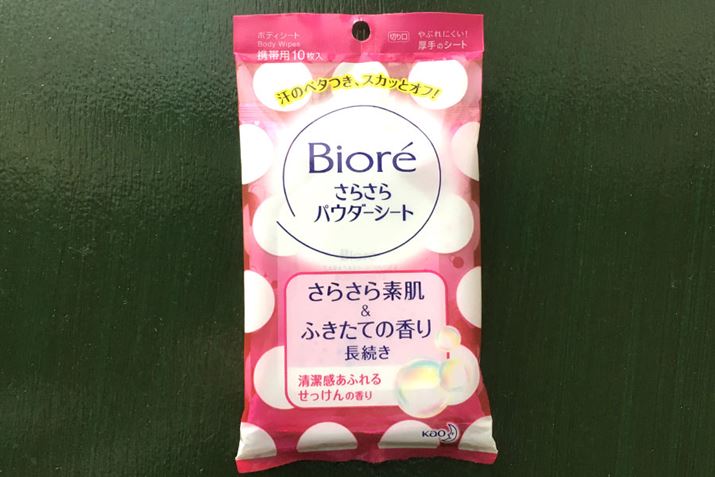 ボディシート
Body Wipes
携帯用10枚入
切り口
やぶれにくい!
厚手のシート
汗のベタつき、スカッとオフ!
Bioré
さらさら
パウダーシート
さらさら素肌
&
ふきたての香り
長続き
清潔感あふれる
せっけんの香り
Kao